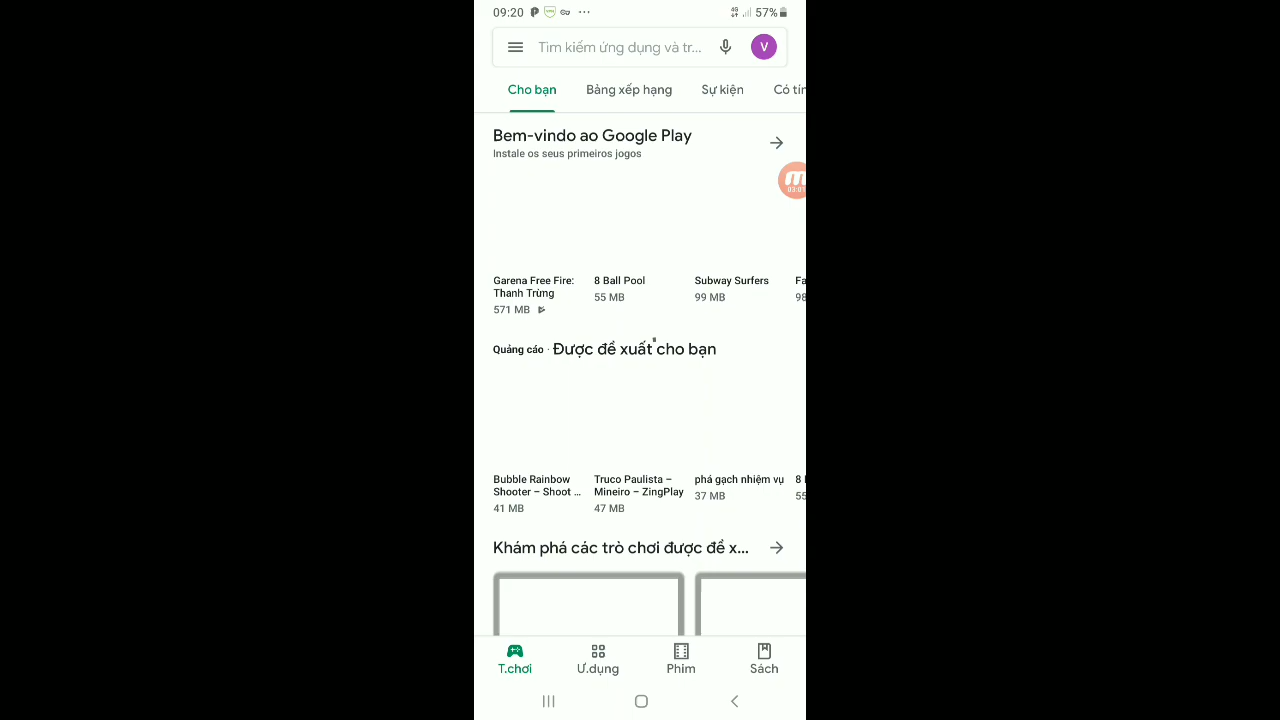 09:20 57%
Tìm kiếm ứng dụng và tr... V
Cho bạn Bảng xếp hạng Sự kiện
Bem-vindo ao Google Play
Instale os seus primeiros jogos
03:01
Garena Free Fire: 8 Ball Pool Subway Surfers
Thanh Trừng 55 MB 99 MB
571 MB
Quảng cáo · Được đề xuất cho bạn
Bubble Rainbow Truco Paulista – phá gạch nhiệm vụ 8
Shooter – Shoot ... Mineiro – ZingPlay 37 MB 55
41 MB 47 MB
Khám phá các trò chơi được đề x...
T.chơi Ư.dụng Phim Sách